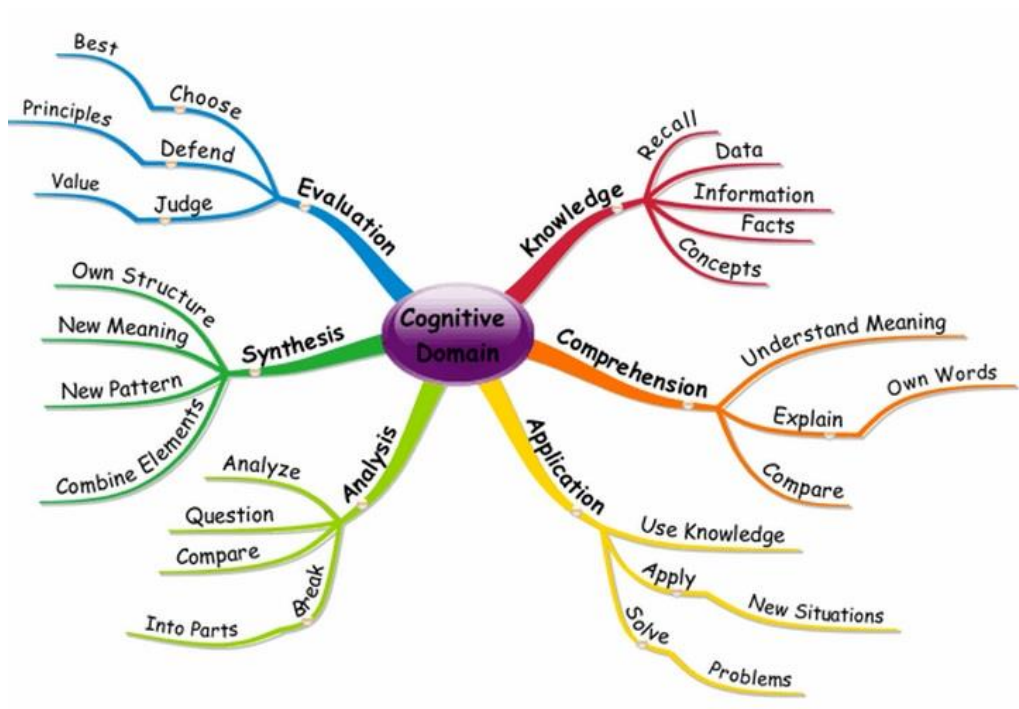 Cognitive
Domain
Knowledge
Recall
Data
Information
Facts
Concepts
Comprehension
Understand Meaning
Explain
Own Words
Compare
Application
Use Knowledge
Apply
New Situations
Solve
Problems
Analysis
Analyze
Question
Compare
Break
Into Parts
Synthesis
Own Structure
New Meaning
New Pattern
Combine Elements
Evaluation
Choose
Best
Defend
Principles
Judge
Value